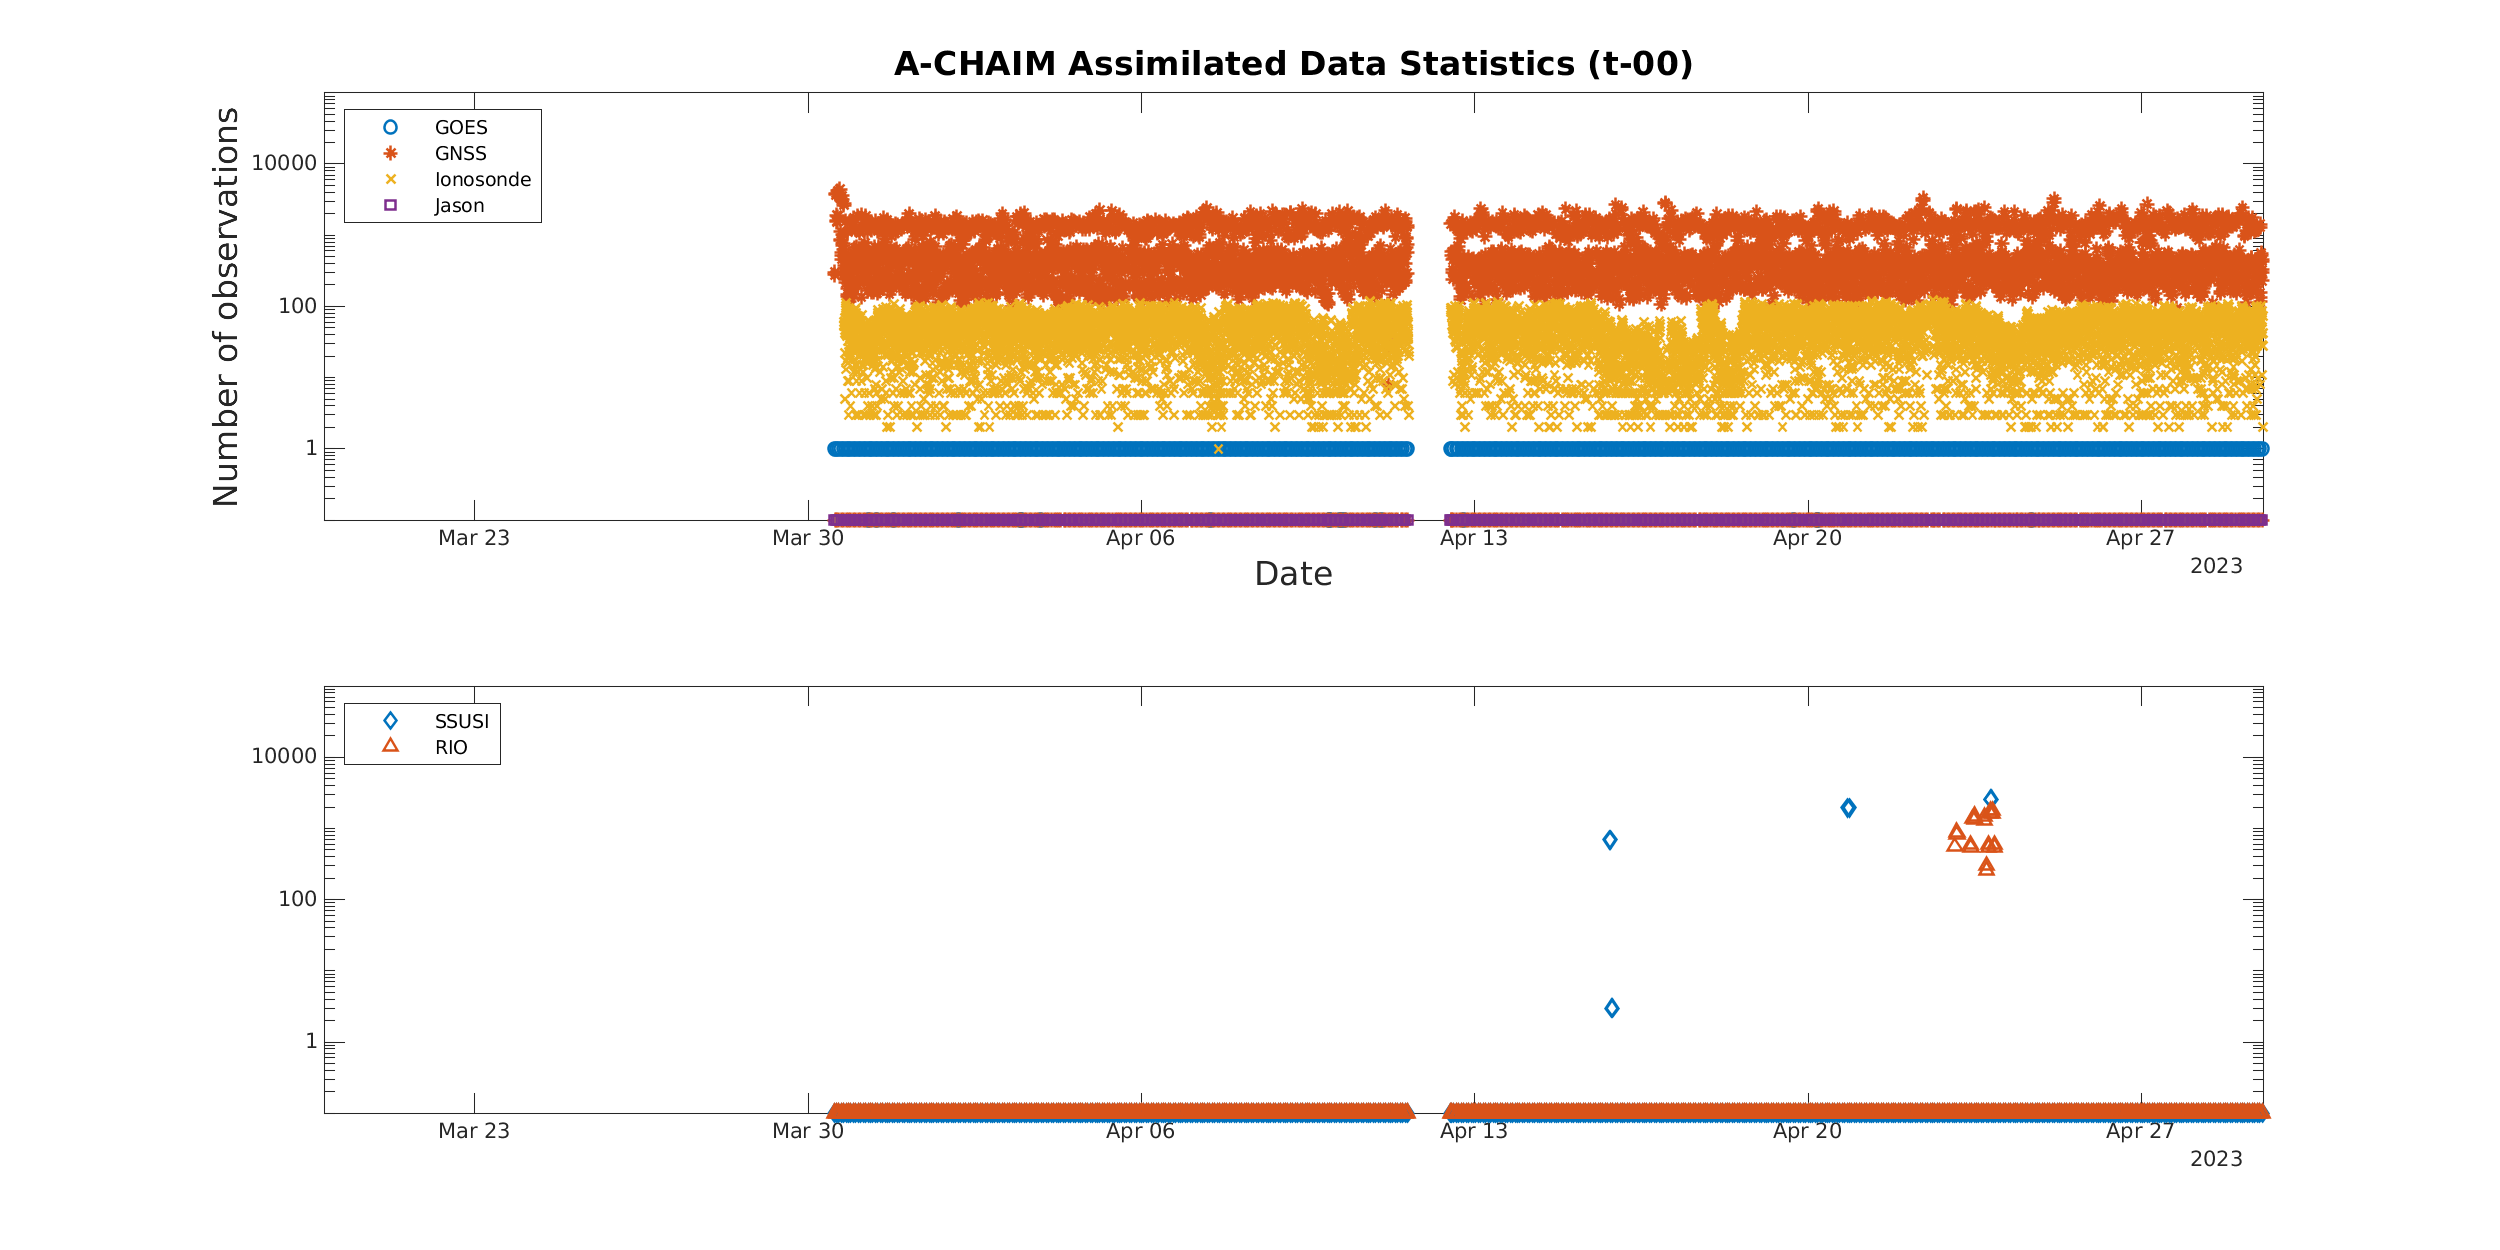 A-CHAIM Assimilated Data Statistics (t-00)
Number of observations
GOES
GNSS
Ionosonde
Jason
10000
100
1
Mar 23 Mar 30 Apr 06 Apr 13 Apr 20 Apr 27
2023
Date
SSUSI
RIO
10000
100
1
Mar 23 Mar 30 Apr 06 Apr 13 Apr 20 Apr 27
2023